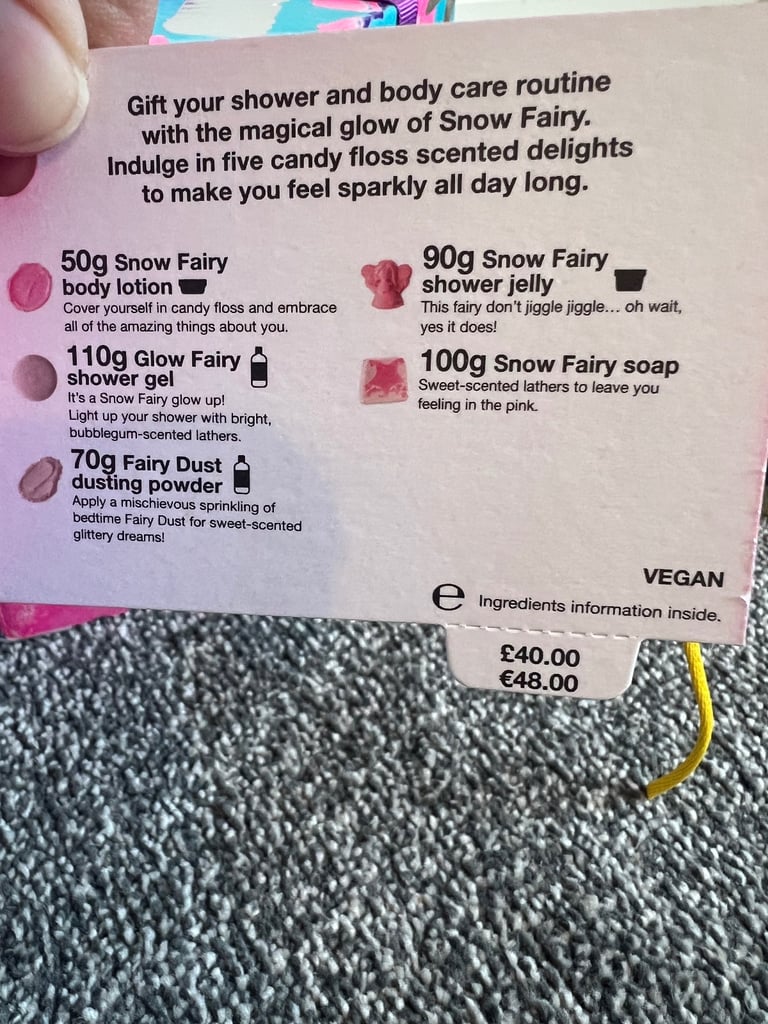 Gift your shower and body care routine
with the magical glow of Snow Fairy.
Indulge in five candy floss scented delights
to make you feel sparkly all day long.
50g Snow Fairy
body lotion
Cover yourself in candy floss and embrace
all of the amazing things about you.
110g Glow Fairy
shower gel
It's a Snow Fairy glow up!
Light up your shower with bright,
bubblegum-scented lathers.
70g Fairy Dust
dusting powder
Apply a mischievous sprinkling of
bedtime Fairy Dust for sweet-scented
glittery dreams!
90g Snow Fairy
shower jelly
This fairy don't jiggle jiggle... oh wait,
yes it does!
100g Snow Fairy soap
Sweet-scented lathers to leave you
feeling in the pink.
VEGAN
℮ Ingredients information inside.
£40.00
€48.00